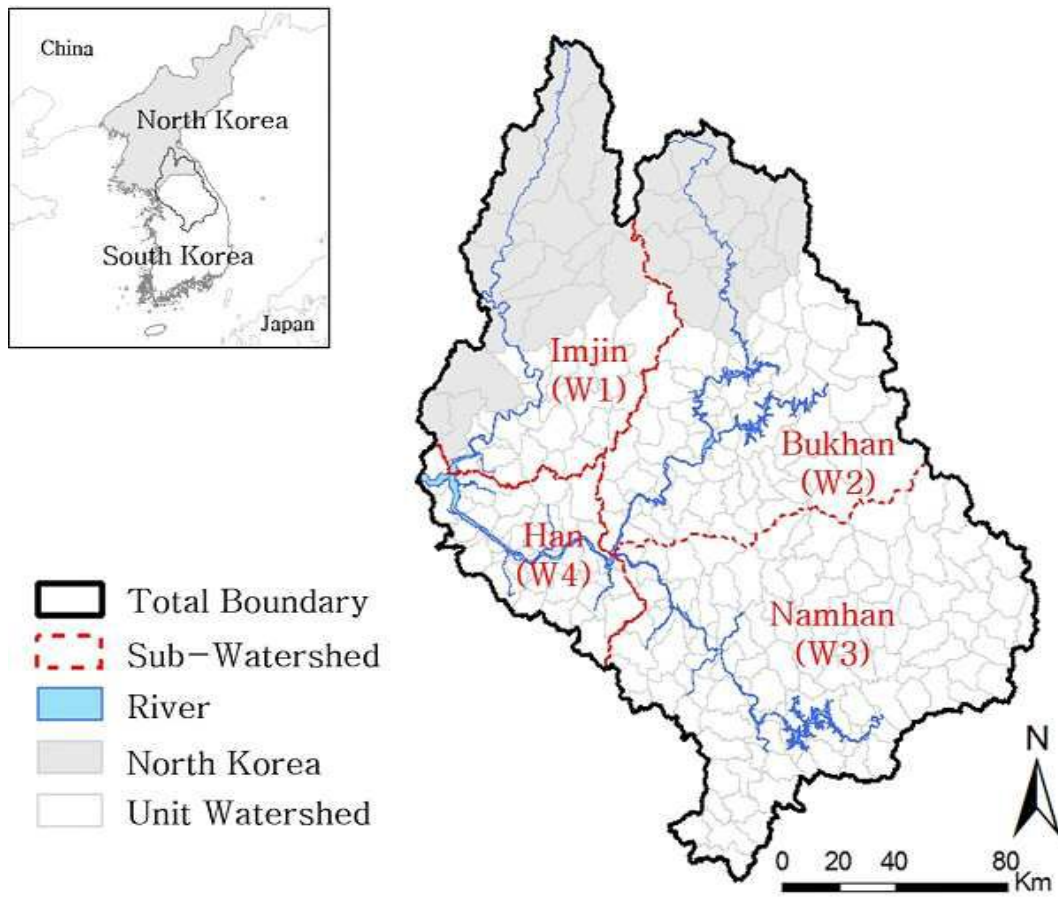 China
North Korea
South Korea
Japan
Imjin
(W1)
Bukhan
(W2)
Han
(W4)
Namhan
(W3)
Total Boundary
Sub-Watershed
River
North Korea
Unit Watershed
N
0 20 40 80
Km